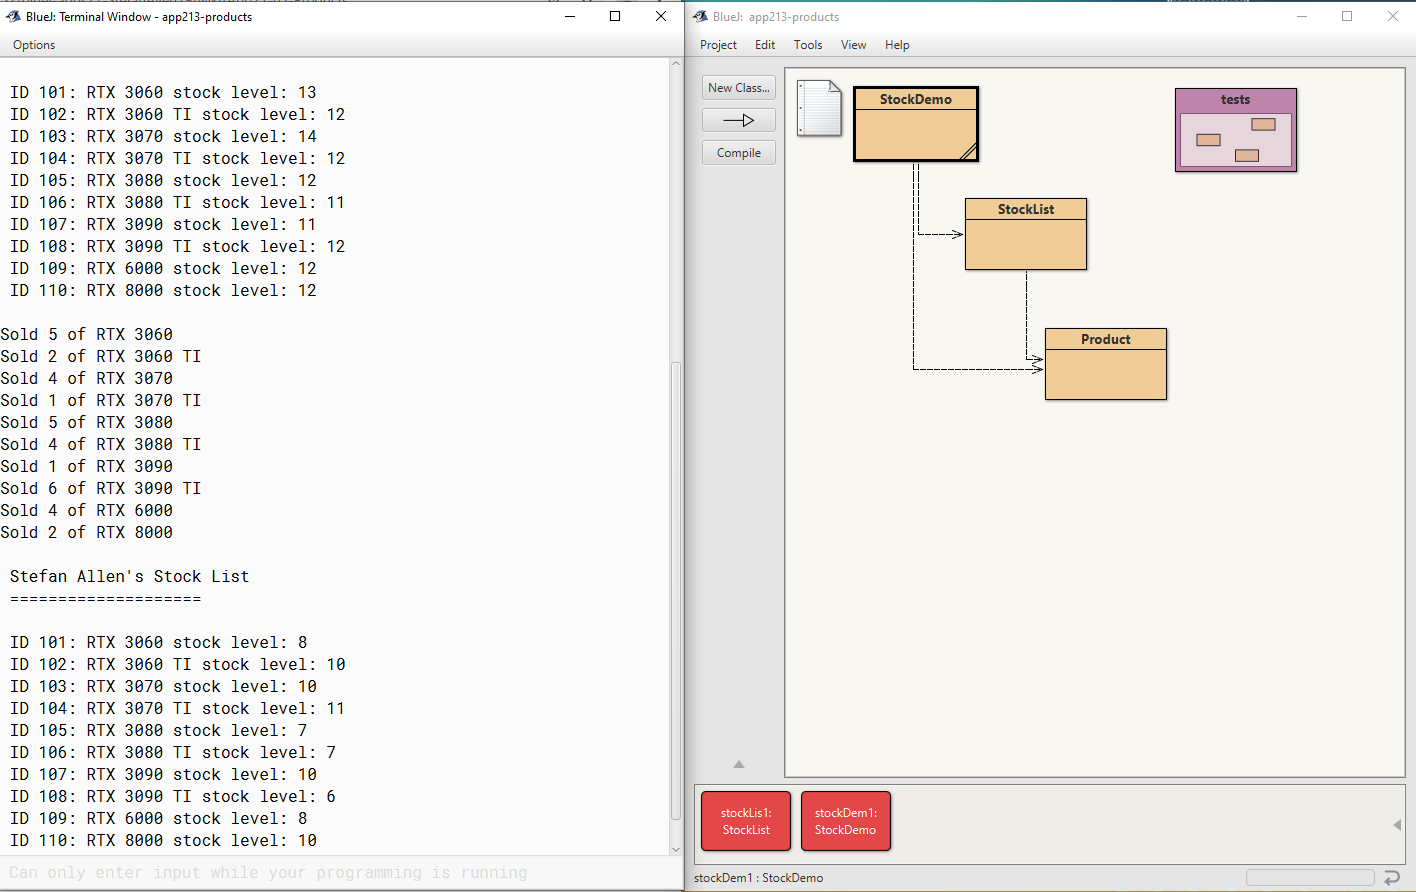 BlueJ: Terminal Window - app213-products
Options
ID 101: RTX 3060 stock level: 13
ID 102: RTX 3060 TI stock level: 12
ID 103: RTX 3070 stock level: 14
ID 104: RTX 3070 TI stock level: 12
ID 105: RTX 3080 stock level: 12
ID 106: RTX 3080 TI stock level: 11
ID 107: RTX 3090 stock level: 11
ID 108: RTX 3090 TI stock level: 12
ID 109: RTX 6000 stock level: 12
ID 110: RTX 8000 stock level: 12
Sold 5 of RTX 3060
Sold 2 of RTX 3060 TI
Sold 4 of RTX 3070
Sold 1 of RTX 3070 TI
Sold 5 of RTX 3080
Sold 4 of RTX 3080 TI
Sold 1 of RTX 3090
Sold 6 of RTX 3090 TI
Sold 4 of RTX 6000
Sold 2 of RTX 8000
Stefan Allen's Stock List
====================
ID 101: RTX 3060 stock level: 8
ID 102: RTX 3060 TI stock level: 10
ID 103: RTX 3070 stock level: 10
ID 104: RTX 3070 TI stock level: 11
ID 105: RTX 3080 stock level: 7
ID 106: RTX 3080 TI stock level: 7
ID 107: RTX 3090 stock level: 10
ID 108: RTX 3090 TI stock level: 6
ID 109: RTX 6000 stock level: 8
ID 110: RTX 8000 stock level: 10
Can only enter input while your programming is running
BlueJ: app213-products
Project Edit Tools View Help
New Class...
Compile
StockDemo
tests
StockList
Product
stockLis1:
StockList
stockDem1:
StockDemo
stockDem1 : StockDemo